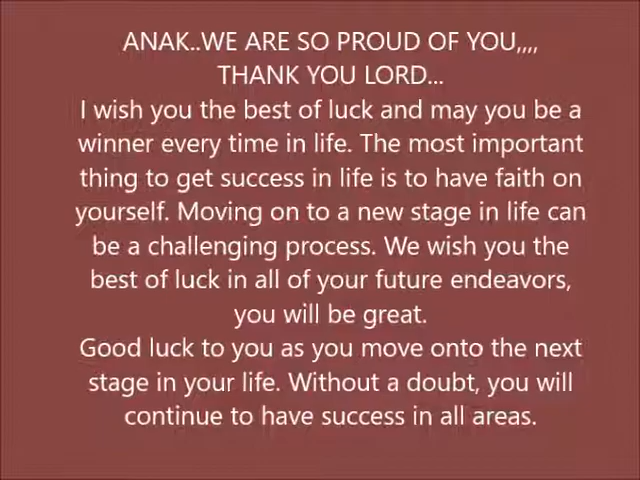 ANAK..WE ARE SO PROUD OF YOU,,,,
THANK YOU LORD...
I wish you the best of luck and may you be a
winner every time in life. The most important
thing to get success in life is to have faith on
yourself. Moving on to a new stage in life can
be a challenging process. We wish you the
best of luck in all of your future endeavors,
you will be great.
Good luck to you as you move onto the next
stage in your life. Without a doubt, you will
continue to have success in all areas.